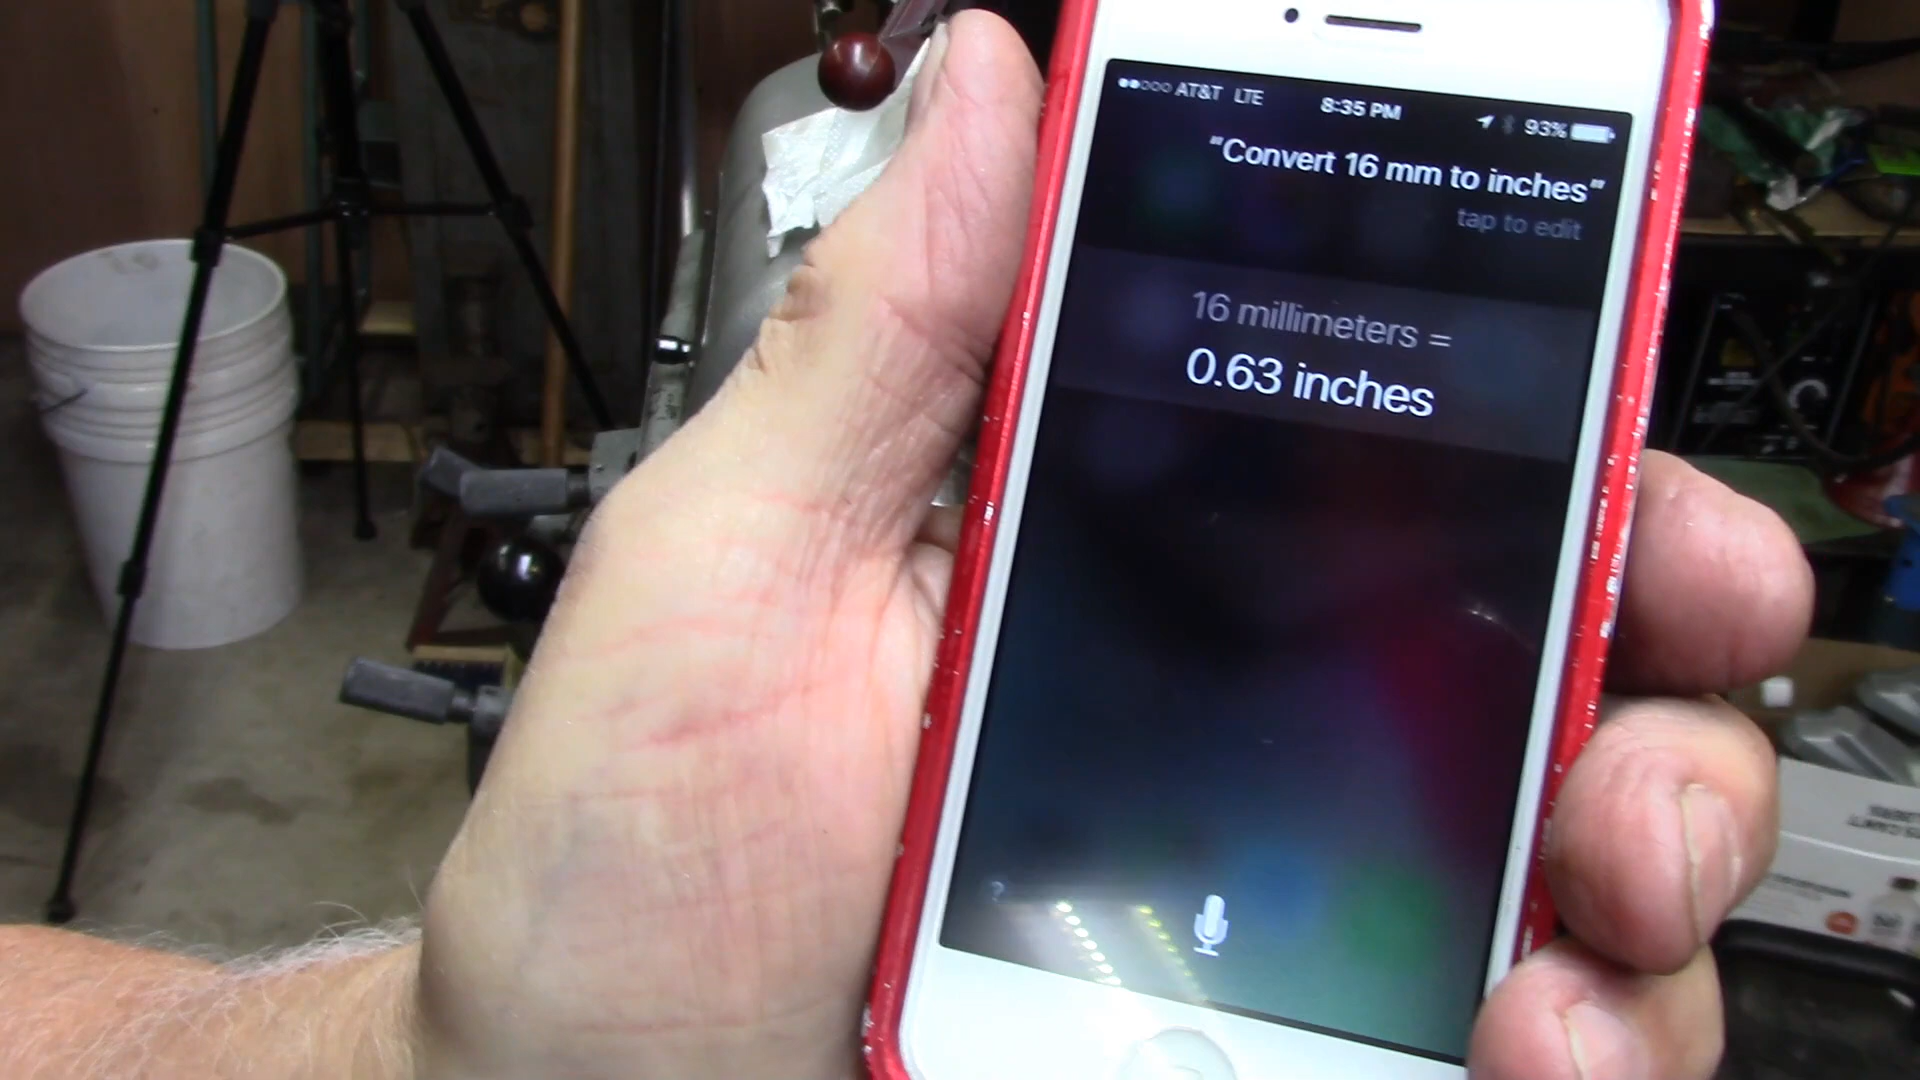 AT&T LTE 8:35 PM 93%
"Convert 16 mm to inches"
tap to edit
16 millimeters =
0.63 inches
?